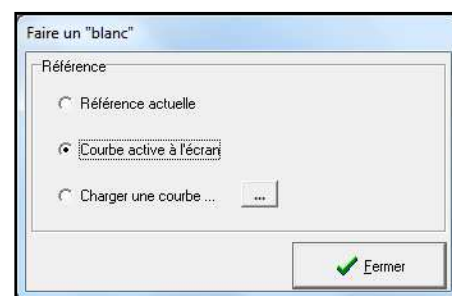 Faire un "blanc"
Référence
Référence actuelle
Courbe active à l'écran
Charger une courbe ... ...
Fermer